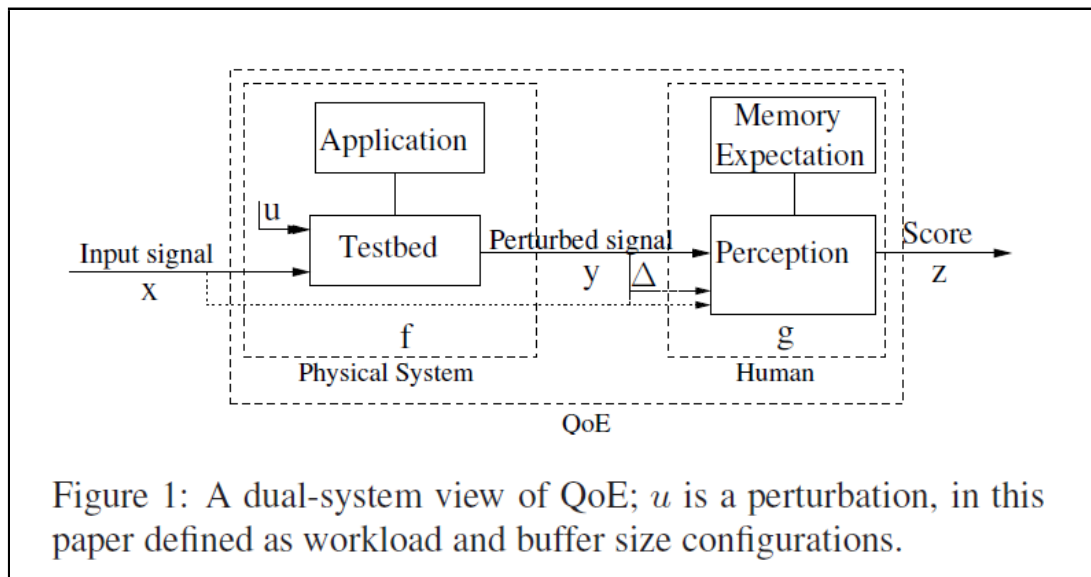 Application
Memory
Expectation
u
Input signal
x
Testbed
Perturbed signal
y
Δ
Perception
Score
z
f
g
Physical System
Human
QoE
Figure 1: A dual-system view of QoE; u is a perturbation, in this
paper defined as workload and buffer size configurations.